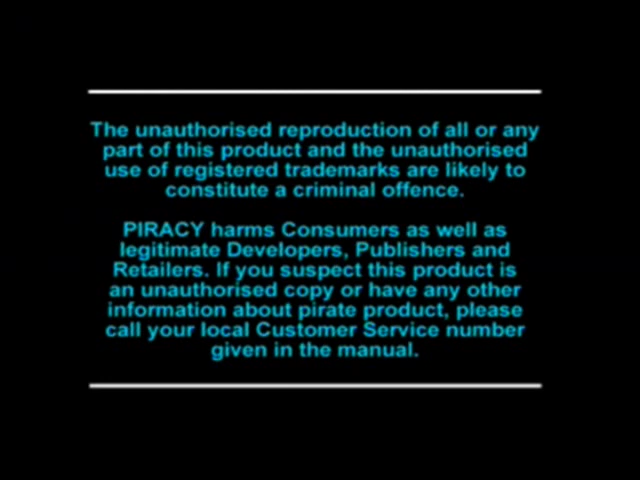 The unauthorised reproduction of all or any
part of this product and the unauthorised
use of registered trademarks are likely to
constitute a criminal offence.
PIRACY harms Consumers as well as
legitimate Developers, Publishers and
Retailers. If you suspect this product is
an unauthorised copy or have any other
information about pirate product, please
call your local Customer Service number
given in the manual.